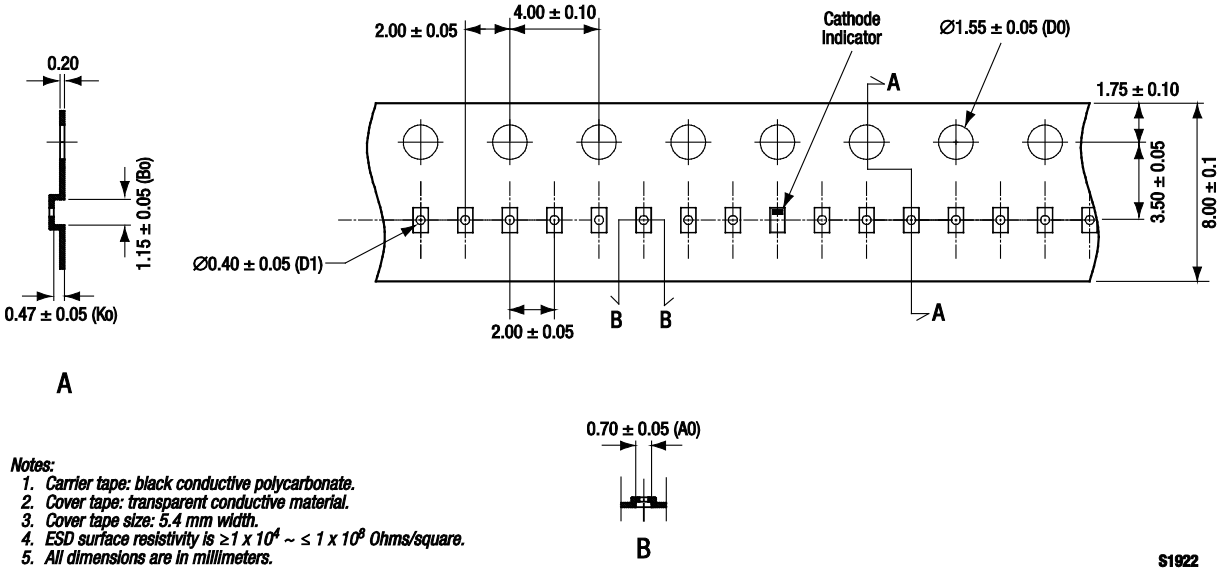 4.00 ± 0.10
2.00 ± 0.05
Cathode
Indicator
Ø1.55 ± 0.05 (D0)
0.20
A
1.75 ± 0.10
3.50 ± 0.05
8.00 ± 0.1
1.15 ± 0.05 (Bo)
Ø0.40 ± 0.05 (D1)
0.47 ± 0.05 (Ko)
B B
A
2.00 ± 0.05
A
0.70 ± 0.05 (A0)
B
Notes:
1. Carrier tape: black conductive polycarbonate.
2. Cover tape: transparent conductive material.
3. Cover tape size: 5.4 mm width.
4. ESD surface resistivity is ≥1 x 10⁴ ~ ≤ 1 x 10⁸ Ohms/square.
5. All dimensions are in millimeters.
S1922